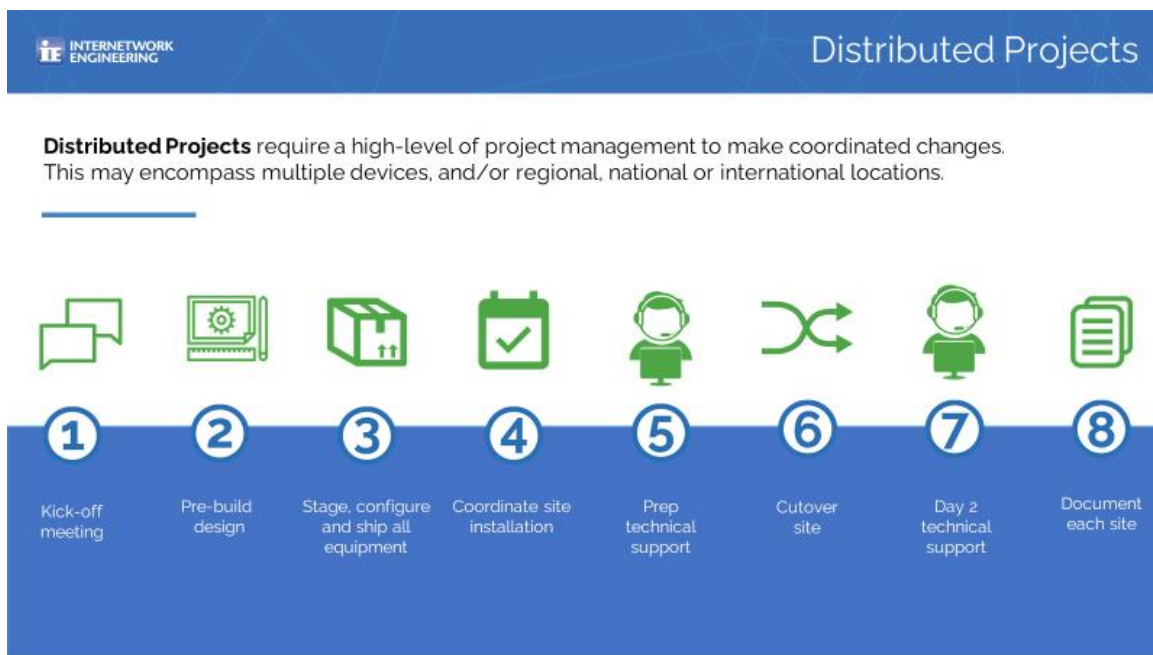 iE INTERNETWORK
ENGINEERING
Distributed Projects
Distributed Projects require a high-level of project management to make coordinated changes.
This may encompass multiple devices, and/or regional, national or international locations.
1
2
3
4
5
6
7
8
Kick-off
meeting
Pre-build
design
Stage, configure
and ship all
equipment
Coordinate site
installation
Prep
technical
support
Cutover
site
Day 2
technical
support
Document
each site